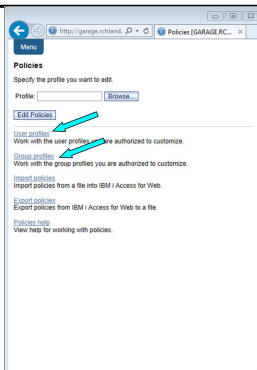 http://garage.rchland.
Policies [GARAGE.RC...
Menu
Policies
Specify the profile you want to edit.
Profile:
Browse...
Edit Policies
User profiles
Work with the user profiles you are authorized to customize.
Group profiles
Work with the group profiles you are authorized to customize.
Import policies
Import policies from a file into IBM i Access for Web.
Export policies
Export policies from IBM i Access for Web to a file.
Policies help
View help for working with policies.